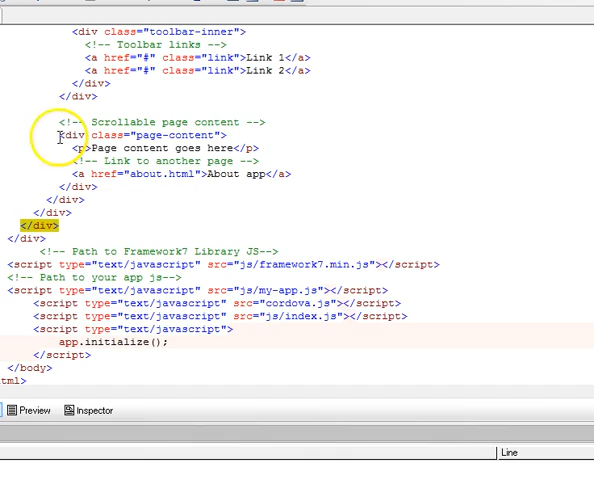 <div class="toolbar-inner">
<!-- Toolbar links -->
<a href="#" class="link">Link 1</a>
<a href="#" class="link">Link 2</a>
</div>
</div>
<!-- Scrollable page content -->
<div class="page-content">
<p>Page content goes here</p>
<!-- Link to another page -->
<a href="about.html">About app</a>
</div>
</div>
</div>
</div>
</div>
<!-- Path to Framework7 Library JS-->
<script type="text/javascript" src="js/framework7.min.js"></script>
<!-- Path to your app js-->
<script type="text/javascript" src="js/my-app.js"></script>
<script type="text/javascript" src="cordova.js"></script>
<script type="text/javascript" src="js/index.js"></script>
<script type="text/javascript">
app.initialize();
</script>
</body>
html>
Preview Inspector
Line